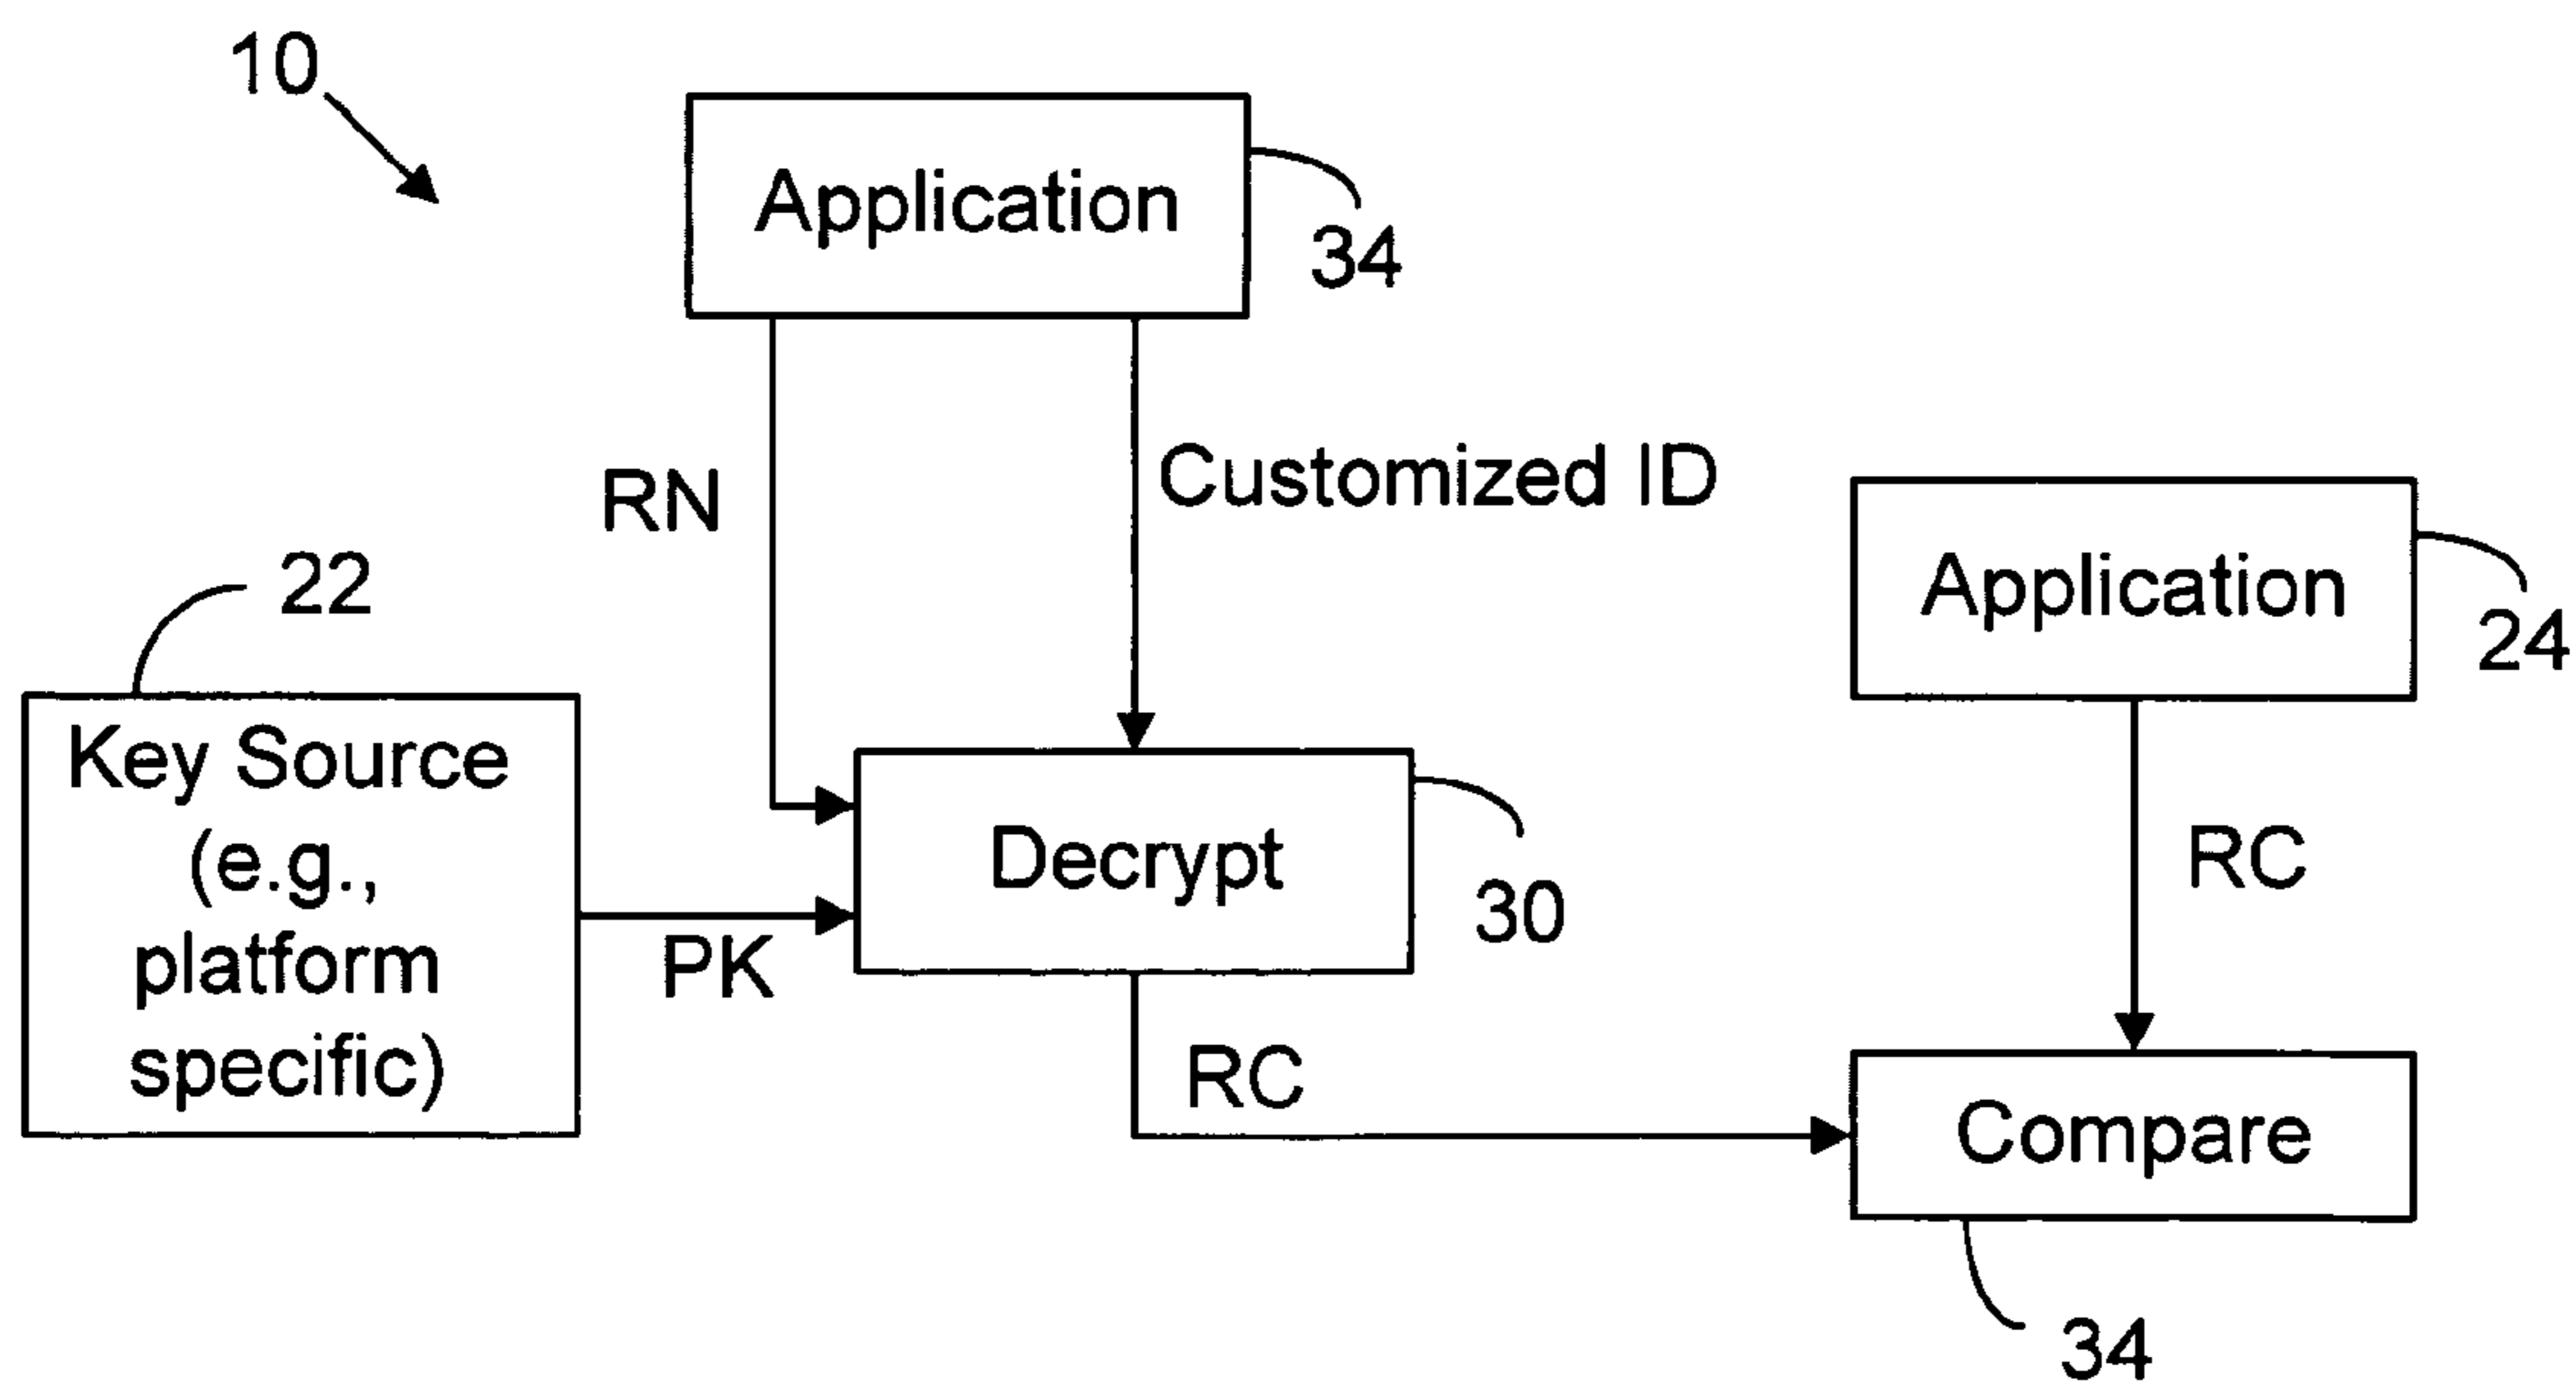 10
Application
34
RN
Customized ID
22
Application
24
Key Source
(e.g.,
platform
specific)
PK
Decrypt
30
RC
RC
Compare
34